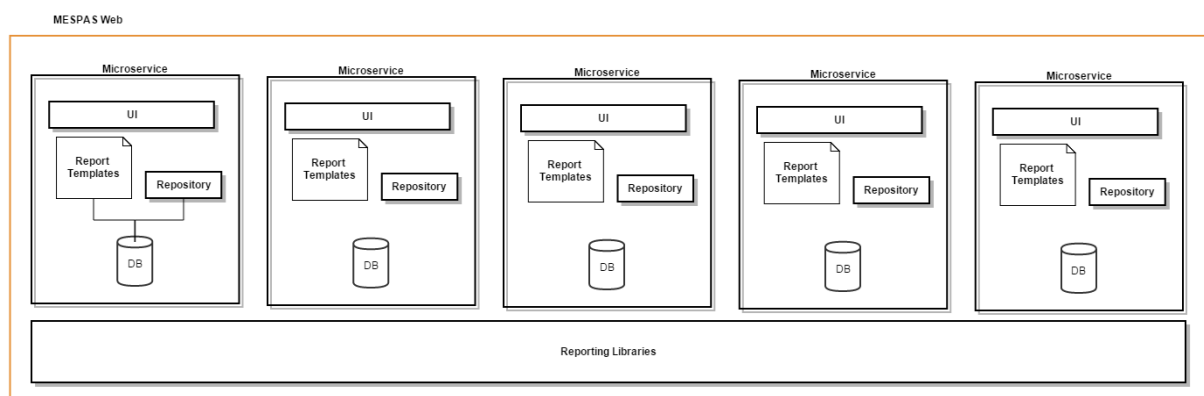 MESPAS Web
Microservice
UI
Report
Templates
Repository
DB
Microservice
UI
Report
Templates
Repository
DB
Microservice
UI
Report
Templates
Repository
DB
Microservice
UI
Report
Templates
Repository
DB
Microservice
UI
Report
Templates
Repository
DB
Reporting Libraries